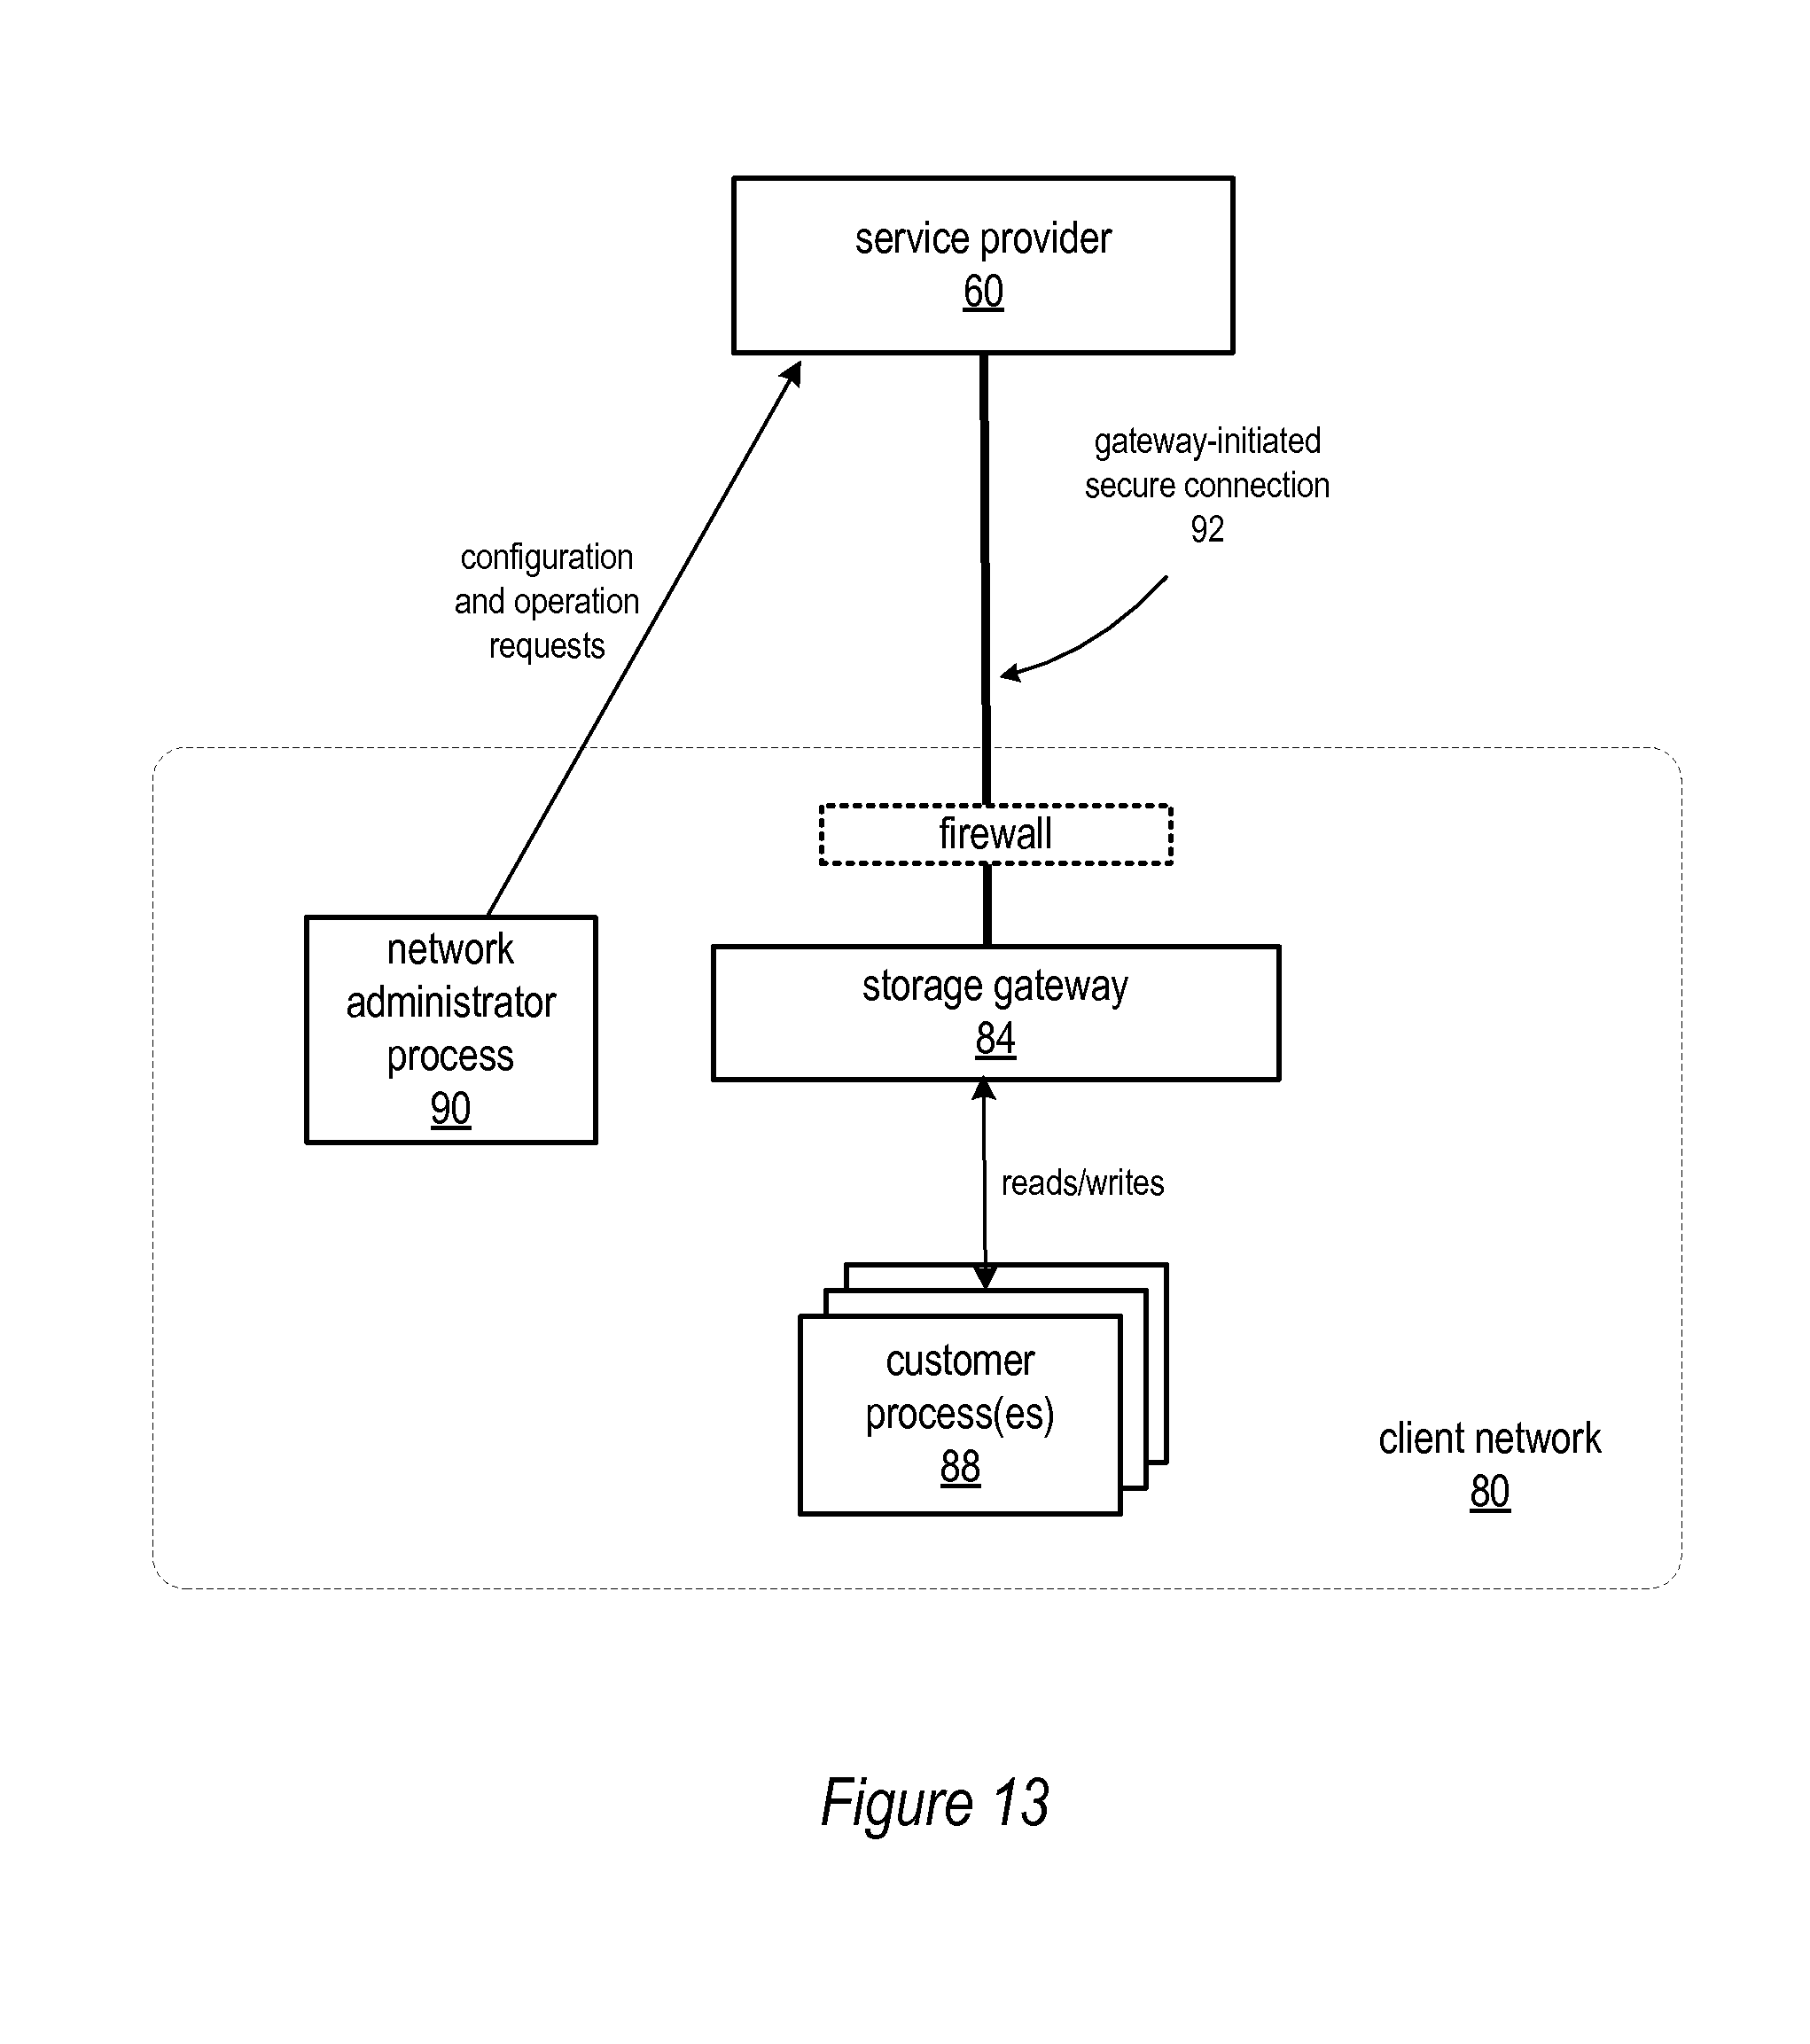 service provider
60
gateway-initiated
secure connection
92
configuration
and operation
requests
firewall
network
administrator
process
90
storage gateway
84
reads/writes
customer
process(es)
88
client network
80
Figure 13